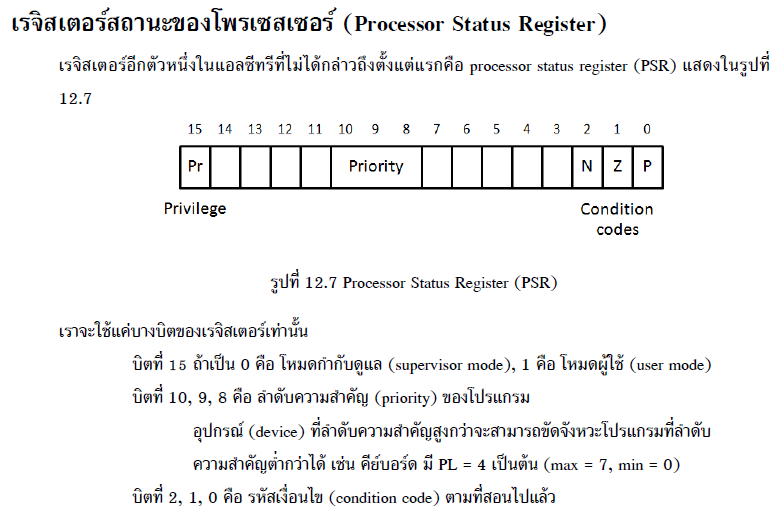 เรจิสเตอร์สถานะของโพรเซสเซอร์ (Processor Status Register)
เรจิสเตอร์อีกตัวหนึ่งในแอลซีทรีที่ไม่ได้กล่าวถึงตั้งแต่แรกคือ processor status register (PSR) แสดงในรูปที่
12.7
15 14 13 12 11 10 9 8 7 6 5 4 3 2 1 0
Pr Priority N Z P
Privilege Condition
codes
รูปที่ 12.7 Processor Status Register (PSR)
เราจะใช้แค่บางบิตของเรจิสเตอร์เท่านั้น
บิตที่ 15 ถ้าเป็น 0 คือ โหมดกำกับดูแล (supervisor mode), 1 คือ โหมดผู้ใช้ (user mode)
บิตที่ 10, 9, 8 คือ ลำดับความสำคัญ (priority) ของโปรแกรม
อุปกรณ์ (device) ที่ลำดับความสำคัญสูงกว่าจะสามารถขัดจังหวะโปรแกรมที่ลำดับ
ความสำคัญต่ำกว่าได้ เช่น คีย์บอร์ด มี PL = 4 เป็นต้น (max = 7, min = 0)
บิตที่ 2, 1, 0 คือ รหัสเงื่อนไข (condition code) ตามที่สอนไปแล้ว